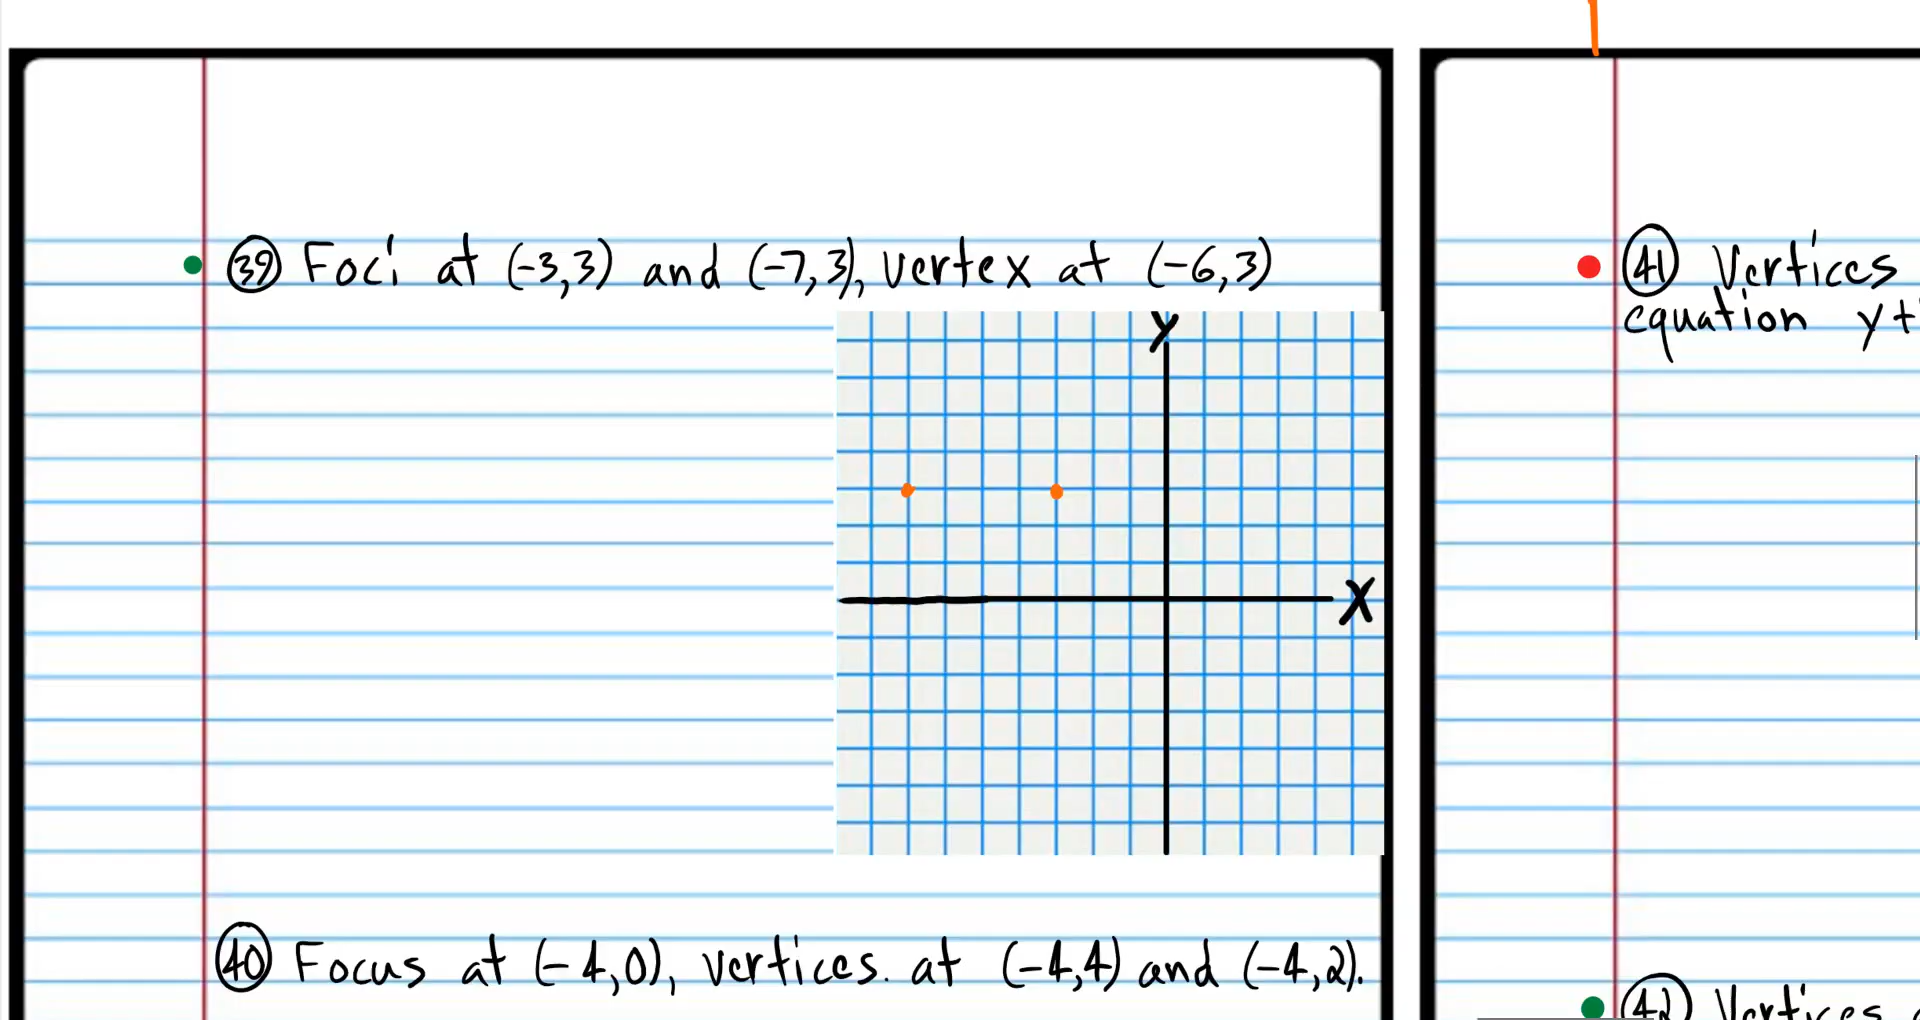 39 Foci at (-3,3) and (-7,3), vertex at (-6,3)
y
x
40 Focus at (-4,0), vertices. at (-4,4) and (-4,2).
41 Vertices
equation y+
42 Vertices